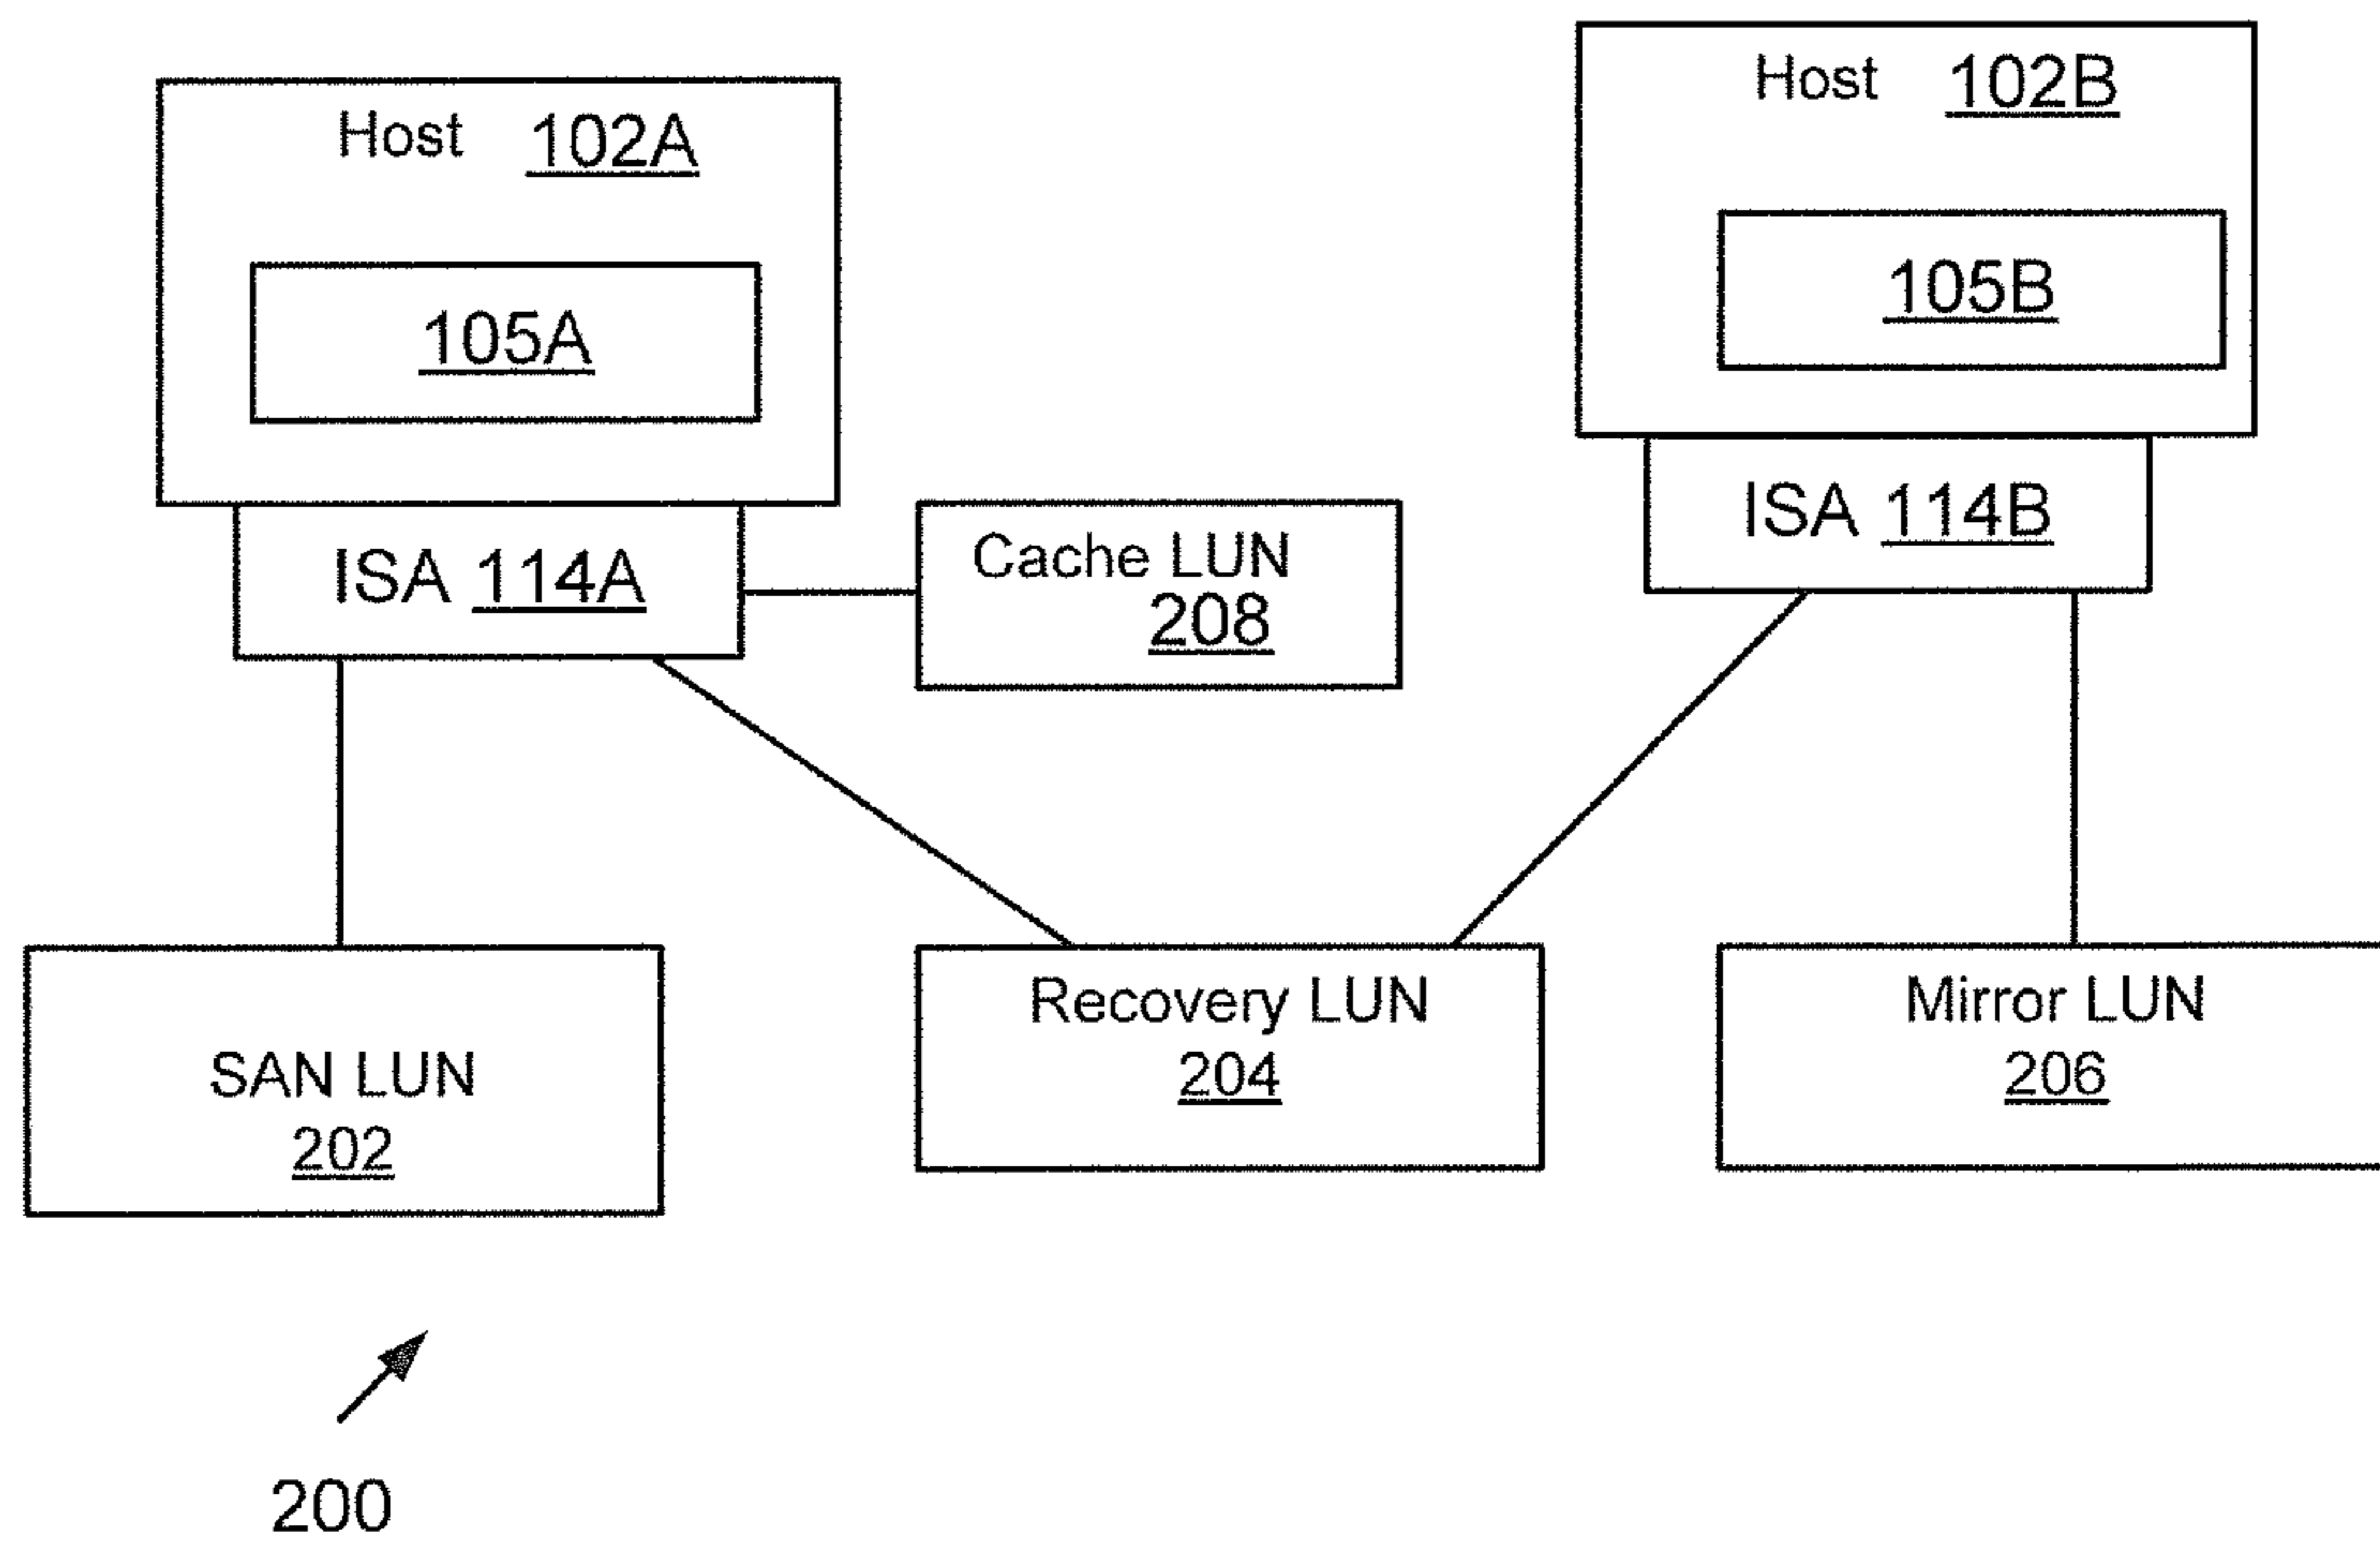 Host 102A
105A
ISA 114A
Cache LUN
208
Host 102B
105B
ISA 114B
SAN LUN
202
Recovery LUN
204
Mirror LUN
206
200